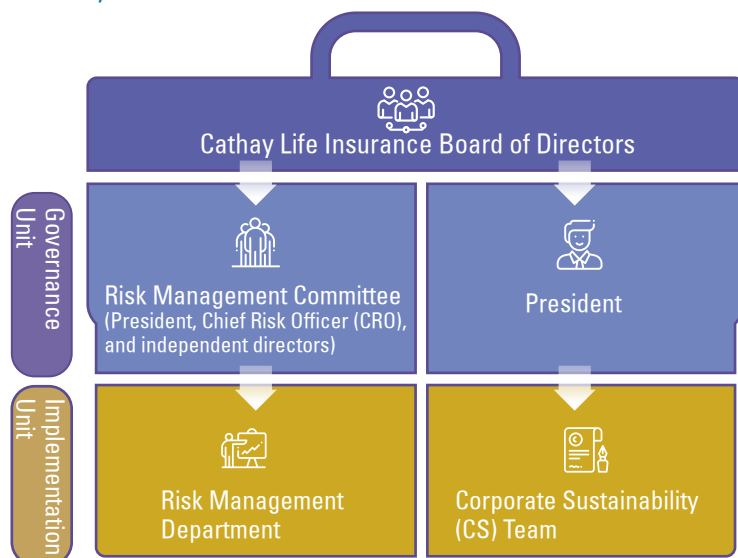 Cathay Life Insurance Board of Directors
Governance
Unit
Risk Management Committee
(President, Chief Risk Officer (CRO),
and independent directors)
President
Implementation
Unit
Risk Management
Department
Corporate Sustainability
(CS) Team